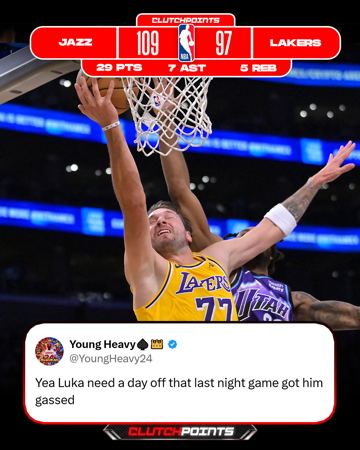 CLUTCHPOINTS
JAZZ 109 NBA 97 LAKERS
29 PTS 7 AST 5 REB
LAKERS
77
UTAH
Young Heavy♠️👑
@YoungHeavy24
Yea Luka need a day off that last night game got him
gassed
CLUTCHPOINTS